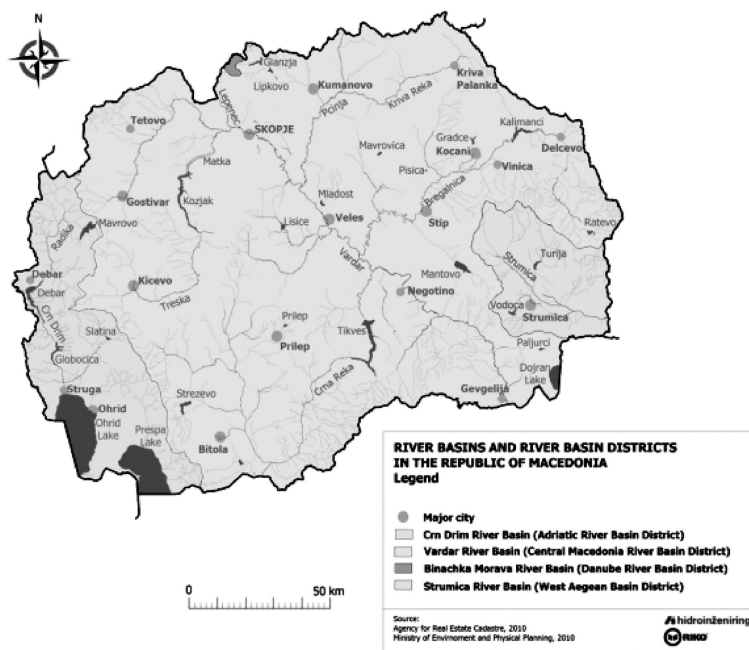 N
Glanzja
Lipkovo
Kumanovo
Kriva
Palanka
Lepenec
Pcinja
Kriva Reka
Tetovo
SKOPJE
Kalimanci
Delcevo
Gradce
Kocani
Mavrovica
Matka
Pisica
Vinica
Bregalnica
Gostivar
Kozjak
Mladost
Lisice
Veles
Stip
Radika
Mavrovo
Ratevo
Vardar
Strumica
Turija
Debar
Debar
Kicevo
Mantovo
Treska
Negotino
Vodoca
Strumica
Crn Drim
Slatina
Prilep
Prilep
Tikves
Paljurci
Globocica
Dojran
Lake
Struga
Strezevo
Crna Reka
Gevgelija
Ohrid
Ohrid
Lake
Prespa
Lake
Bitola
RIVER BASINS AND RIVER BASIN DISTRICTS
IN THE REPUBLIC OF MACEDONIA
Legend
Major city
Crn Drim River Basin (Adriatic River Basin District)
Vardar River Basin (Central Macedonia River Basin District)
Binachka Morava River Basin (Danube River Basin District)
Strumica River Basin (West Aegean Basin District)
0 50 km
Source:
Agency for Real Estate Cadastre, 2010
Ministry of Envirnoment and Physical Planning, 2010
hidroinženiring
RIKO